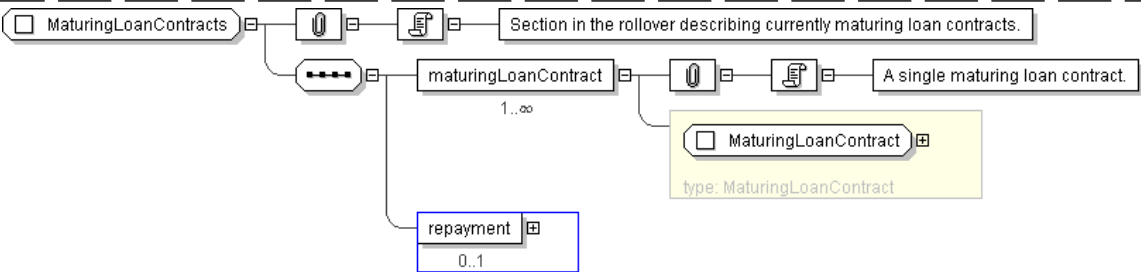 MaturingLoanContracts
Section in the rollover describing currently maturing loan contracts.
maturingLoanContract
A single maturing loan contract.
1..∞
MaturingLoanContract
type: MaturingLoanContract
repayment
0..1